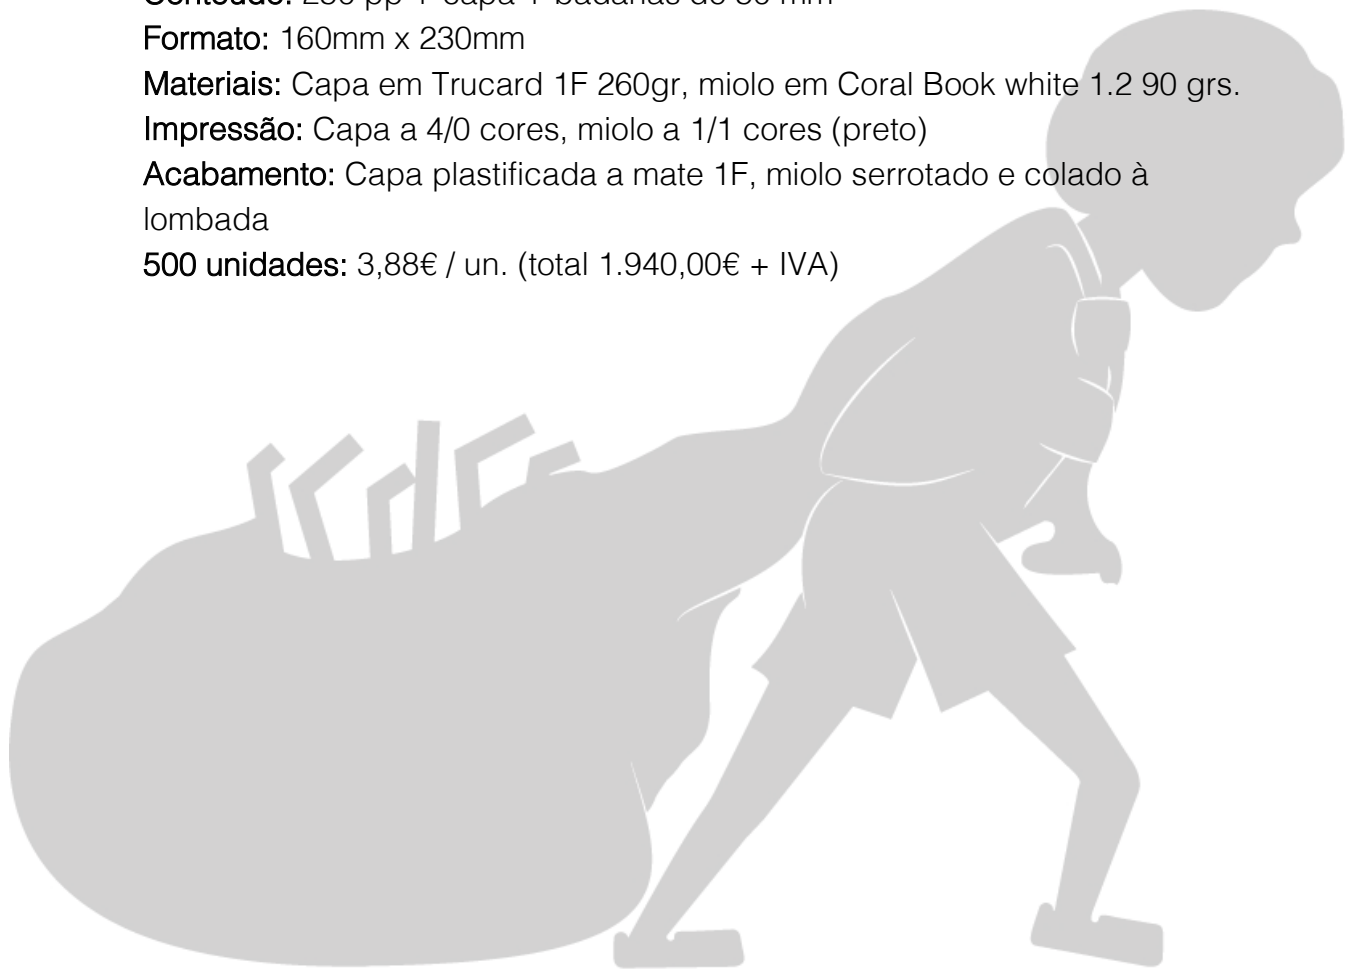 Formato: 160mm x 230mm
Materiais: Capa em Trucard 1F 260gr, miolo em Coral Book white 1.2 90 grs.
Impressão: Capa a 4/0 cores, miolo a 1/1 cores (preto)
Acabamento: Capa plastificada a mate 1F, miolo serrotado e colado à
lombada
500 unidades: 3,88€ / un. (total 1.940,00€ + IVA)